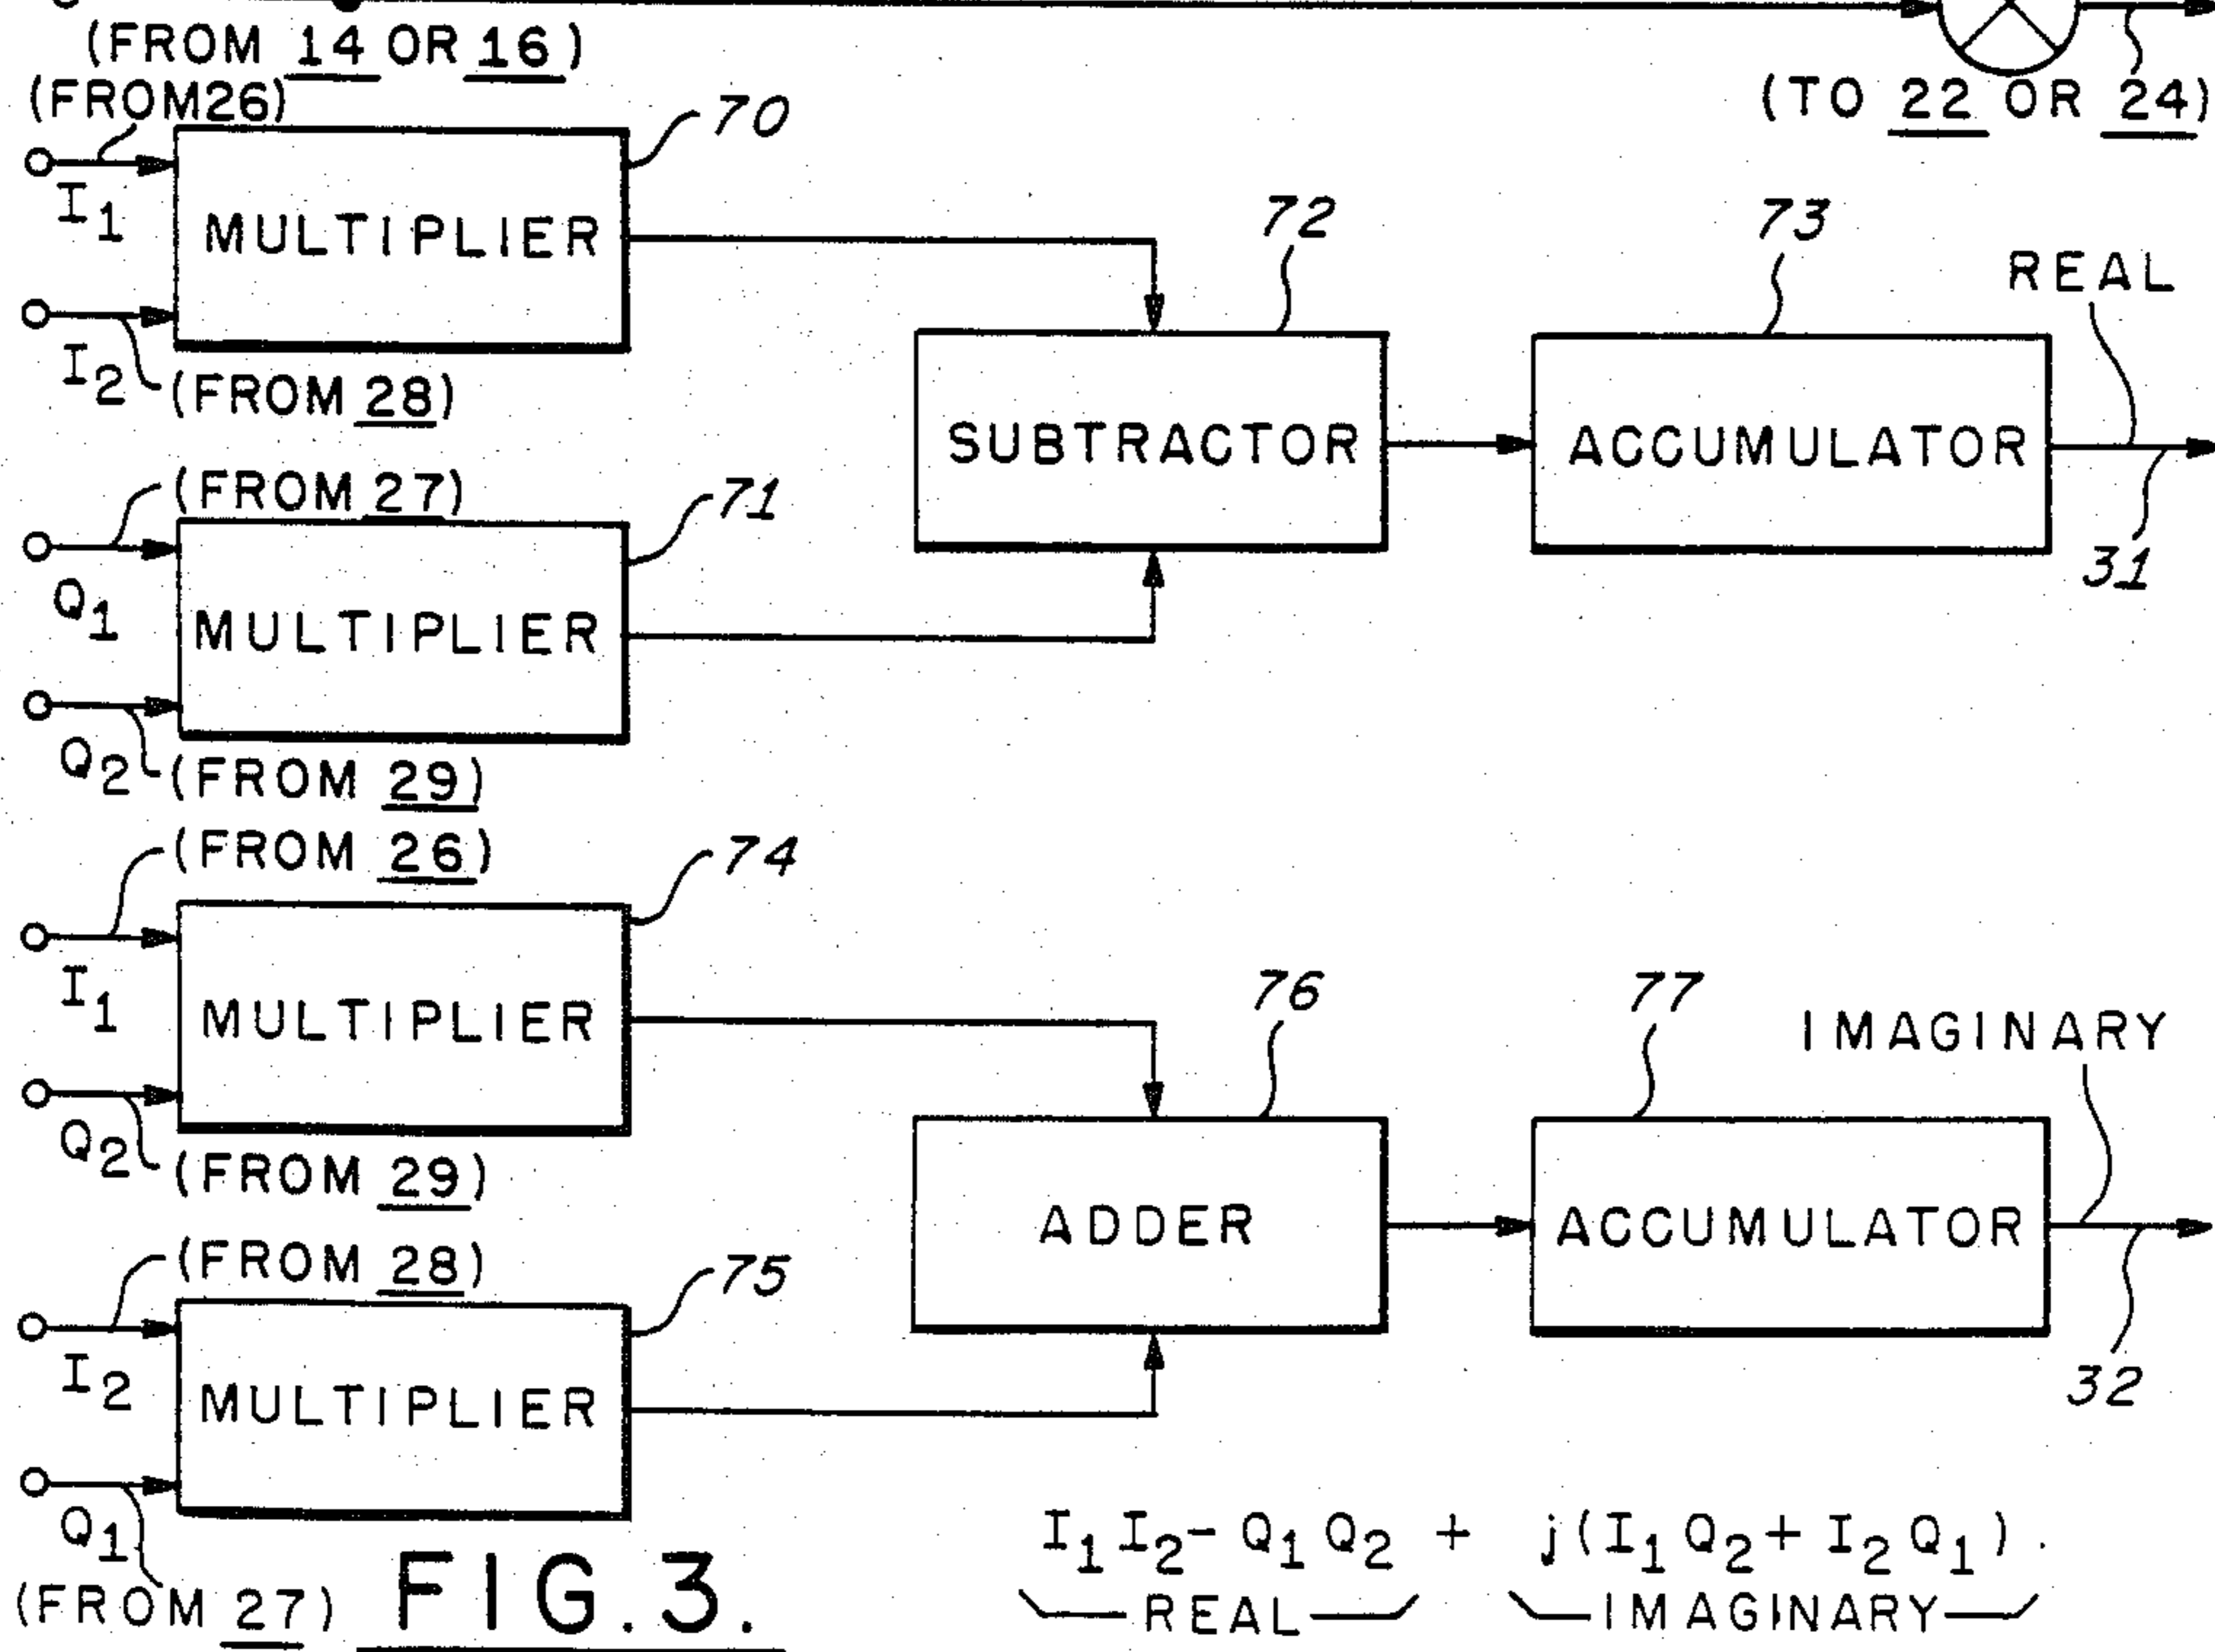 (FROM 14 OR 16)
(TO 22 OR 24)
(FROM26)
I1
MULTIPLIER
70
I2
(FROM 28)
72
SUBTRACTOR
73
ACCUMULATOR
REAL
31
(FROM 27)
Q1
MULTIPLIER
71
Q2
(FROM 29)
(FROM 26)
I1
MULTIPLIER
74
Q2
(FROM 29)
76
ADDER
77
ACCUMULATOR
IMAGINARY
32
(FROM 28)
I2
MULTIPLIER
75
Q1
(FROM 27)
FIG.3.
I1 I2 - Q1 Q2 + j(I1 Q2 + I2 Q1).
REAL IMAGINARY